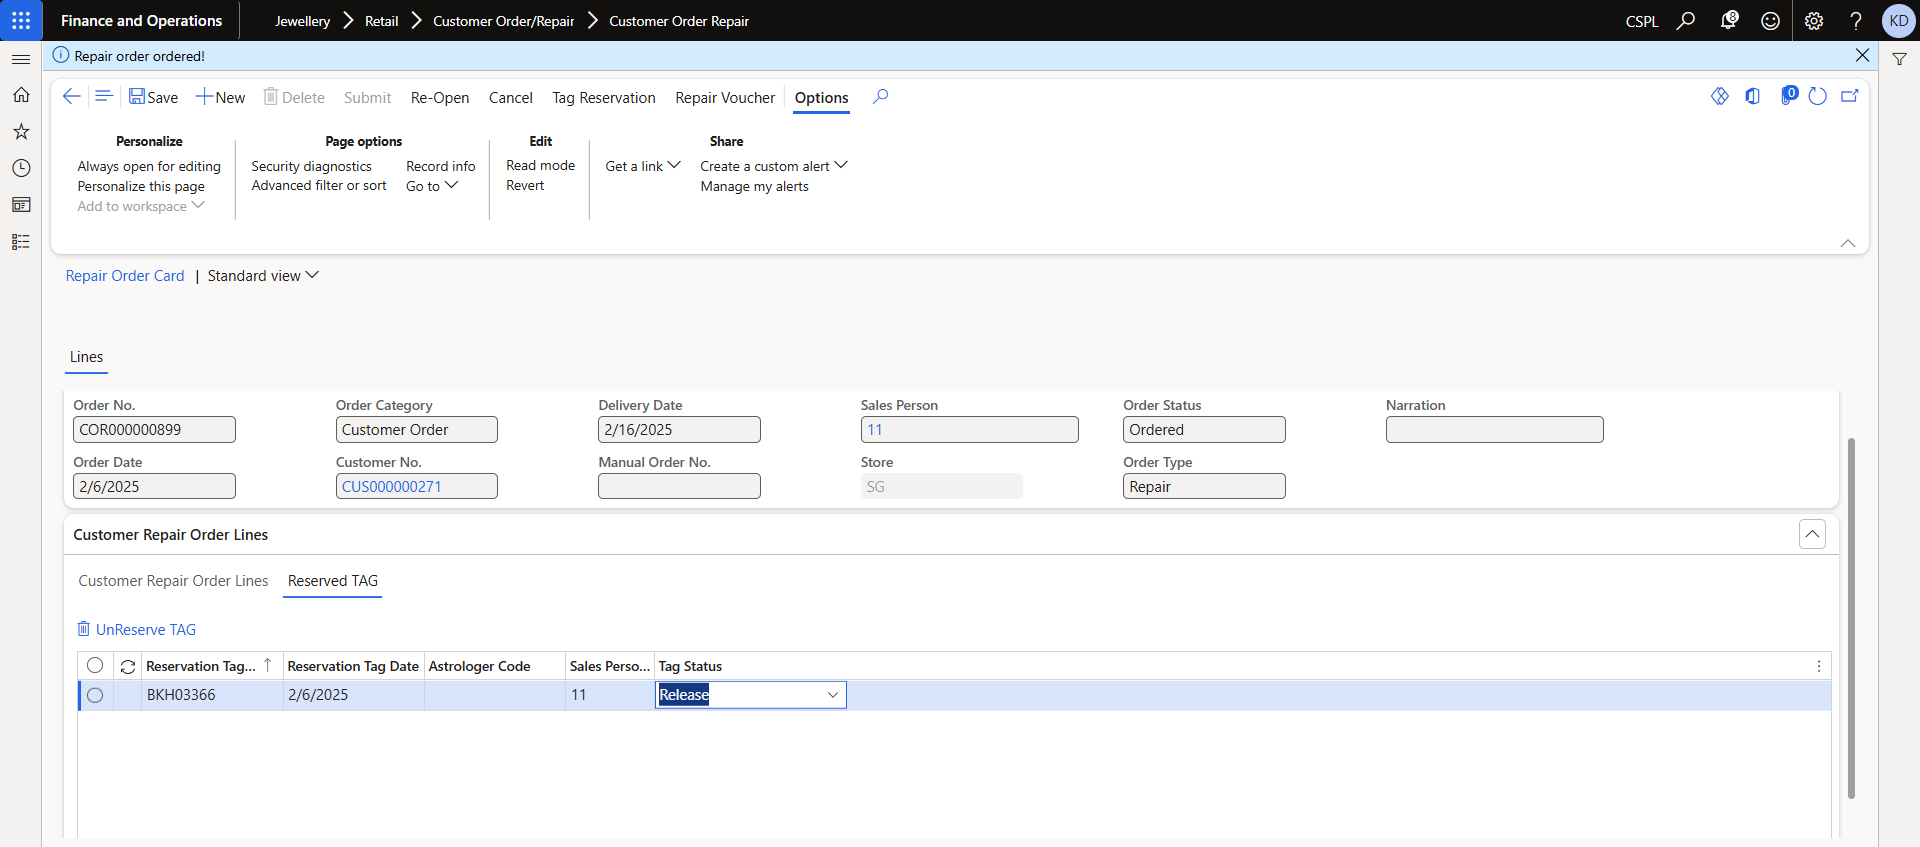 Finance and Operations
Jewellery > Retail > Customer Order/Repair > Customer Order Repair
CSPL
8
?
KD
Repair order ordered!
Save New Delete Submit Re-Open Cancel Tag Reservation Repair Voucher Options
0
Personalize
Always open for editing
Personalize this page
Add to workspace
Page options
Security diagnostics
Advanced filter or sort
Record info
Go to
Edit
Read mode
Revert
Get a link
Share
Create a custom alert
Manage my alerts
Repair Order Card | Standard view
Lines
Order No. Order Category Delivery Date Sales Person Order Status Narration
COR000000899 Customer Order 2/16/2025 11 Ordered
Order Date Customer No. Manual Order No. Store Order Type
2/6/2025 CUS000000271 SG Repair
Customer Repair Order Lines
Customer Repair Order Lines Reserved TAG
UnReserve TAG
Reservation Tag... ↑ Reservation Tag Date Astrologer Code Sales Perso... Tag Status
BKH03366 2/6/2025 11 Release